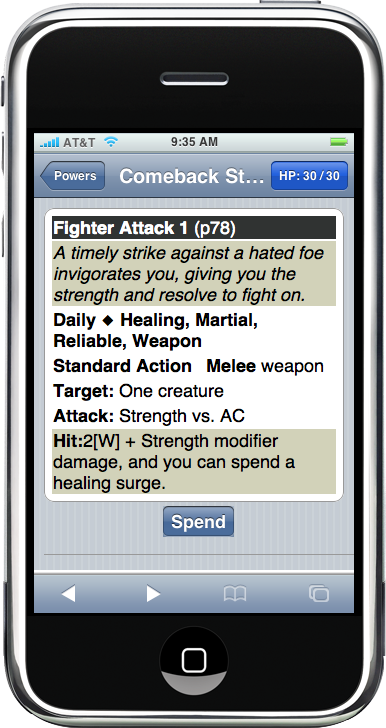 AT&T 9:35 AM
Powers Comeback St... HP: 30 / 30
Fighter Attack 1 (p78)
A timely strike against a hated foe
invigorates you, giving you the
strength and resolve to fight on.
Daily ◆ Healing, Martial,
Reliable, Weapon
Standard Action Melee weapon
Target: One creature
Attack: Strength vs. AC
Hit:2[W] + Strength modifier
damage, and you can spend a
healing surge.
Spend